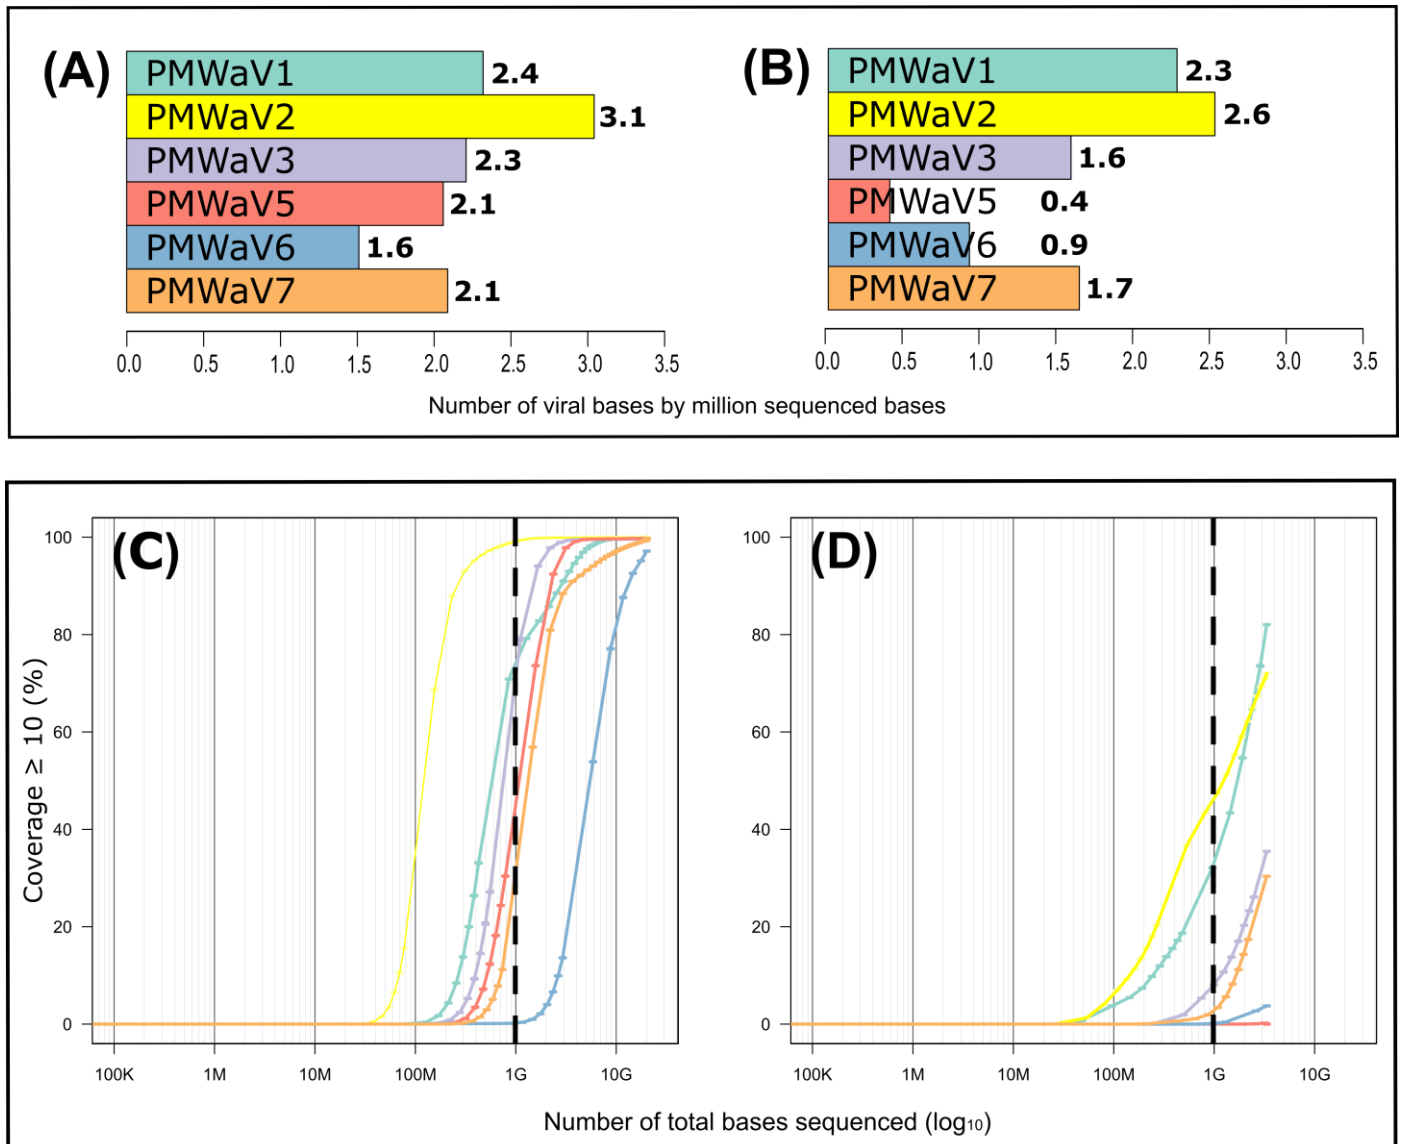 (A)
PMWaV1 2.4
PMWaV2 3.1
PMWaV3 2.3
PMWaV5 2.1
PMWaV6 1.6
PMWaV7 2.1
0.0 0.5 1.0 1.5 2.0 2.5 3.0 3.5
(B)
PMWaV1 2.3
PMWaV2 2.6
PMWaV3 1.6
PMWaV5 0.4
PMWaV6 0.9
PMWaV7 1.7
0.0 0.5 1.0 1.5 2.0 2.5 3.0 3.5
Number of viral bases by million sequenced bases
(C)
Coverage ≥ 10 (%)
100
80
60
40
20
0
100K 1M 10M 100M 1G 10G
(D)
100
80
60
40
20
0
100K 1M 10M 100M 1G 10G
Number of total bases sequenced (log₁₀)